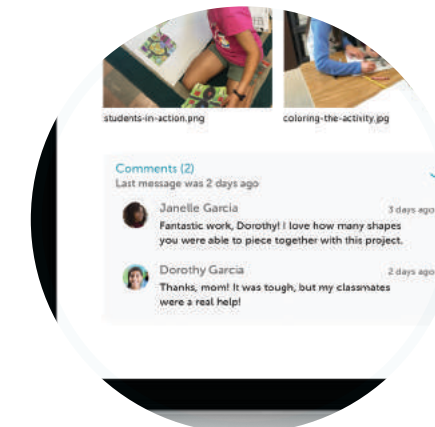 students-in-action.png
coloring-the-activity.jpg
Comments (2)
Last message was 2 days ago
Janelle Garcia
3 days ago
Fantastic work, Dorothy! I love how many shapes
you were able to piece together with this project.
Dorothy Garcia
2 days ago
Thanks, mom! It was tough, but my classmates
were a real help!